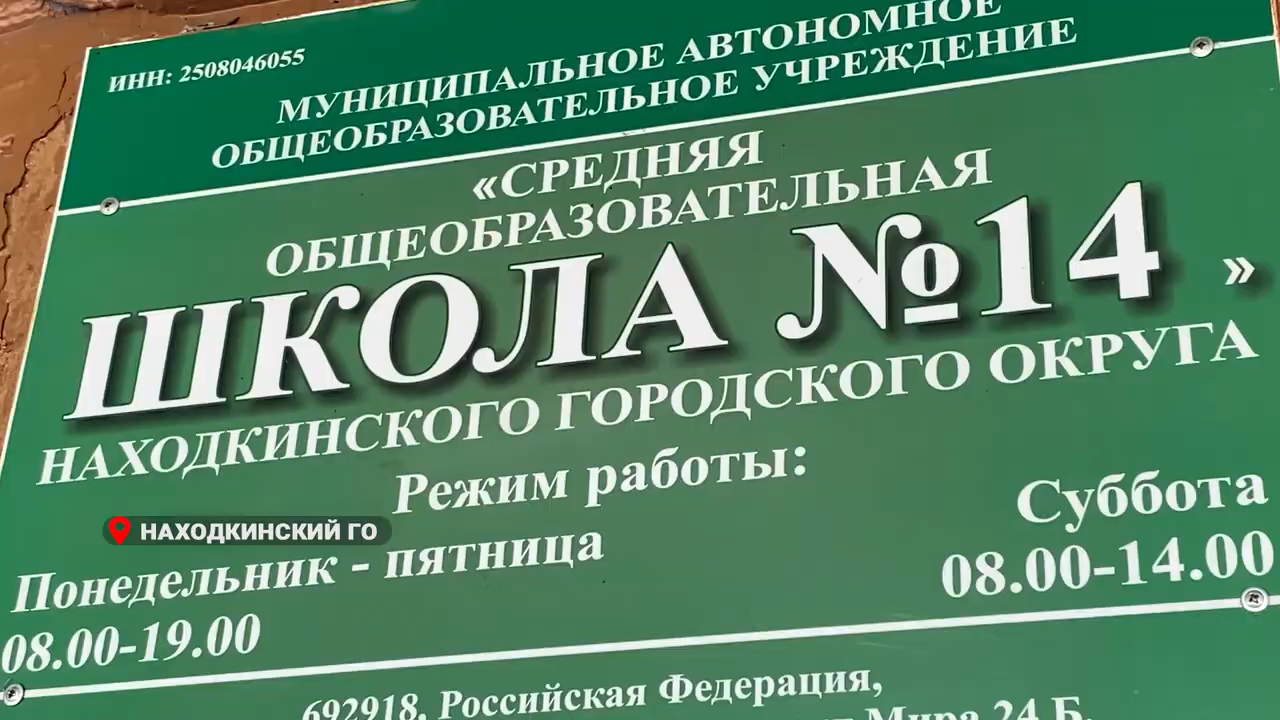 ИНН: 2508046055
МУНИЦИПАЛЬНОЕ АВТОНОМНОЕ
ОБЩЕОБРАЗОВАТЕЛЬНОЕ УЧРЕЖДЕНИЕ
«СРЕДНЯЯ
ОБЩЕОБРАЗОВАТЕЛЬНАЯ
ШКОЛА №14 »
НАХОДКИНСКОГО ГОРОДСКОГО ОКРУГА
Режим работы:
НАХОДКИНСКИЙ ГО
Понедельник - пятница
08.00-19.00
Суббота
08.00-14.00
692918, Российская Федерация,
Мира 24 Б.